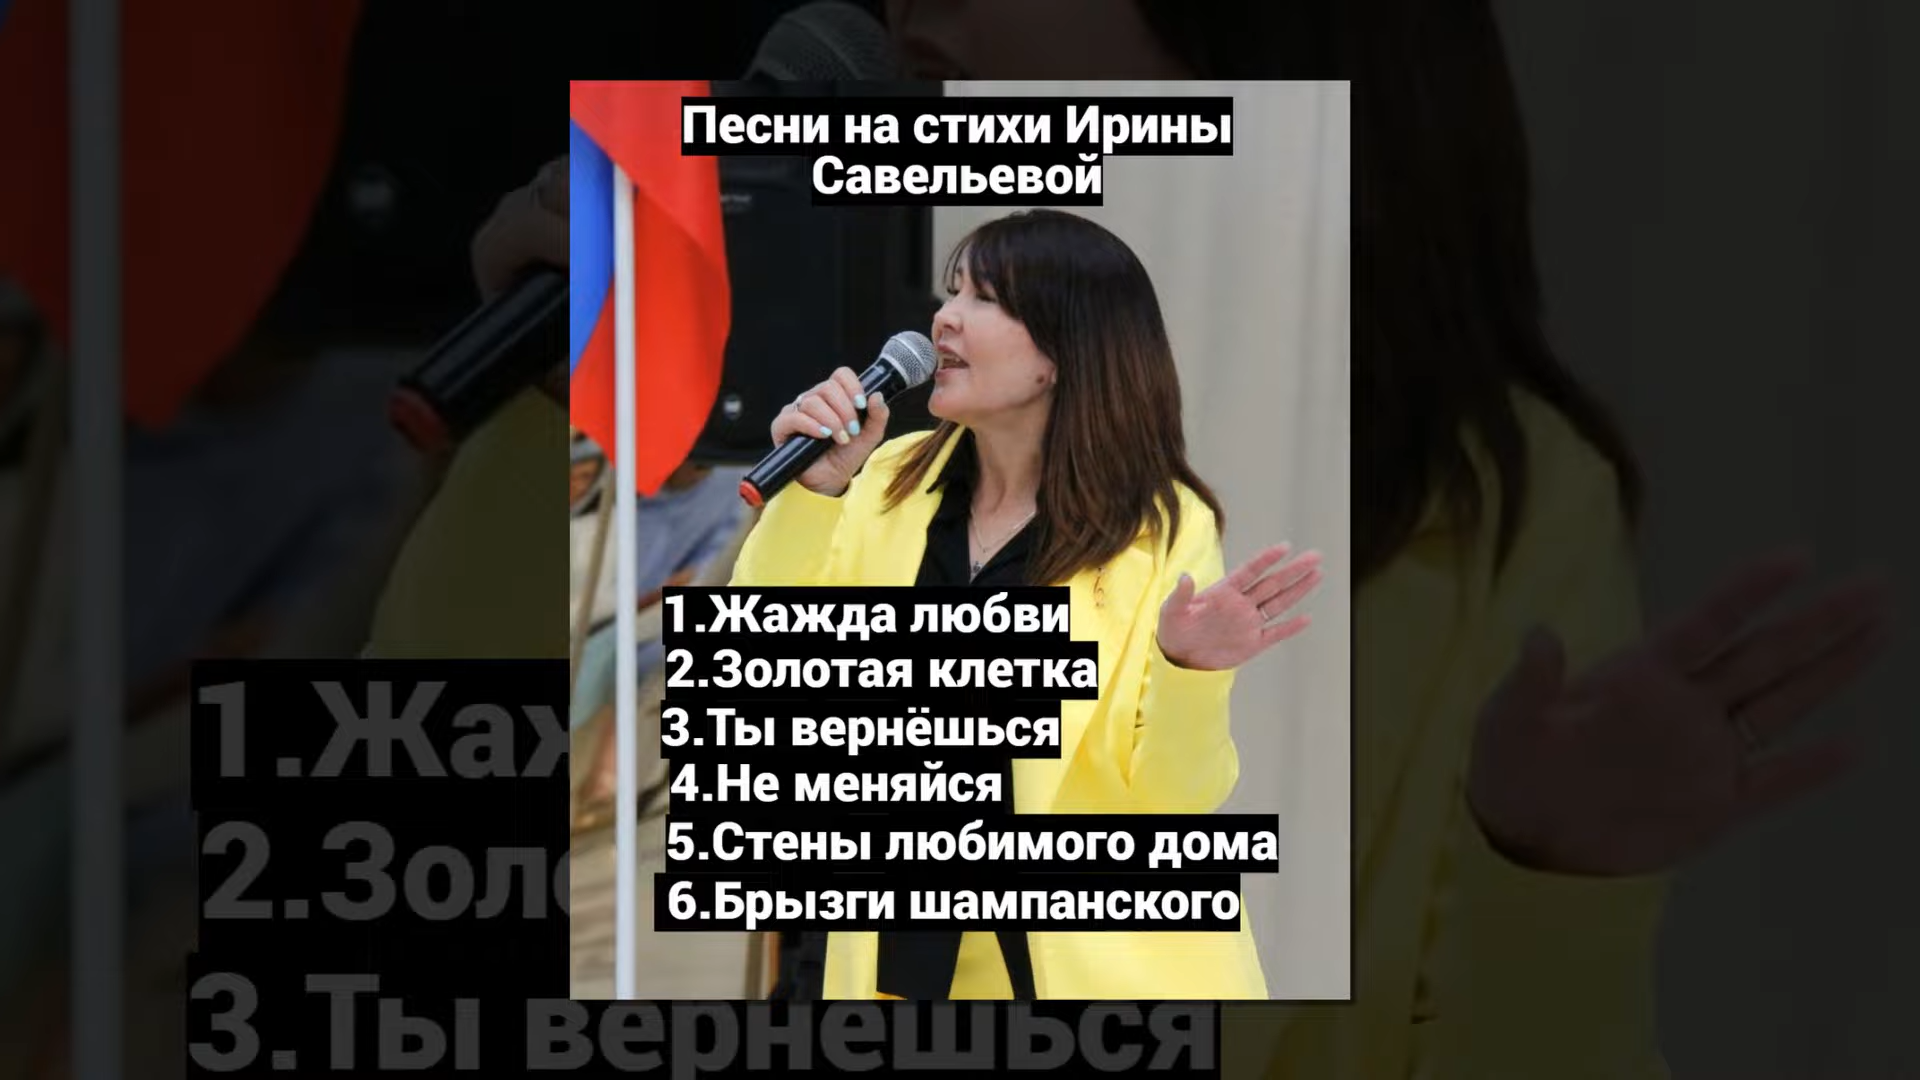 Песни на стихи Ирины
Савельевой
1.Жажда любви
2.Золотая клетка
3.Ты вернёшься
4.Не меняйся
5.Стены любимого дома
6.Брызги шампанского
1.Жаж
2.Зол
3.Ты вернёшься